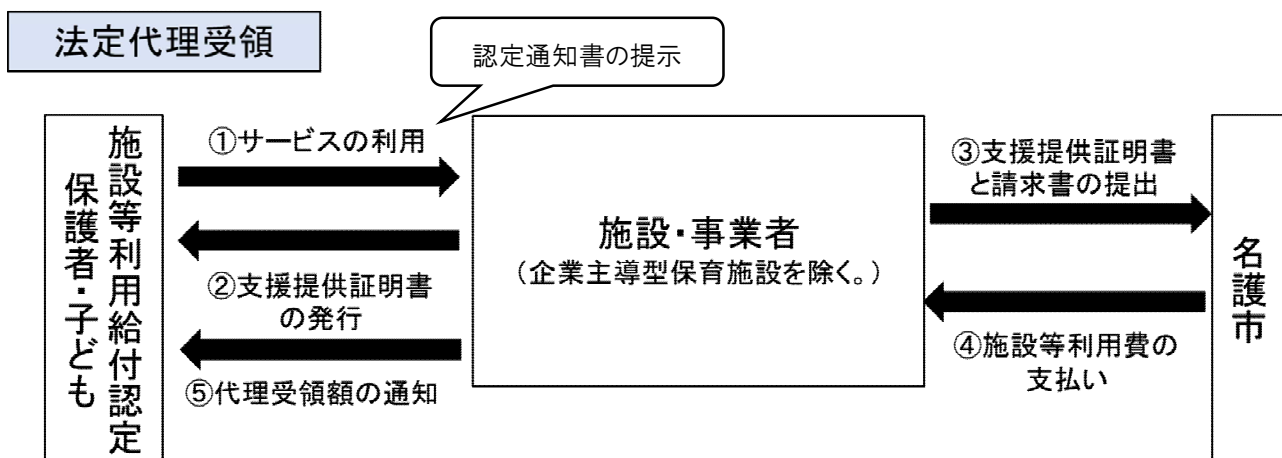 法定代理受領
認定通知書の提示
施設等利用給付認定
保護者・子ども
①サービスの利用
②支援提供証明書
の発行
⑤代理受領額の通知
施設・事業者
(企業主導型保育施設を除く。)
③支援提供証明書
と請求書の提出
④施設等利用費の
支払い
名護市